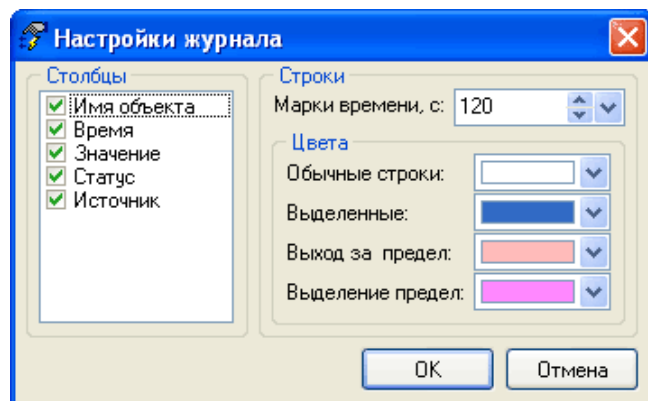 Настройки журнала
Столбцы
Имя объекта
Время
Значение
Статус
Источник
Строки
Марки времени, с: 120
Цвета
Обычные строки:
Выделенные:
Выход за предел:
Выделение предел:
OK
Отмена